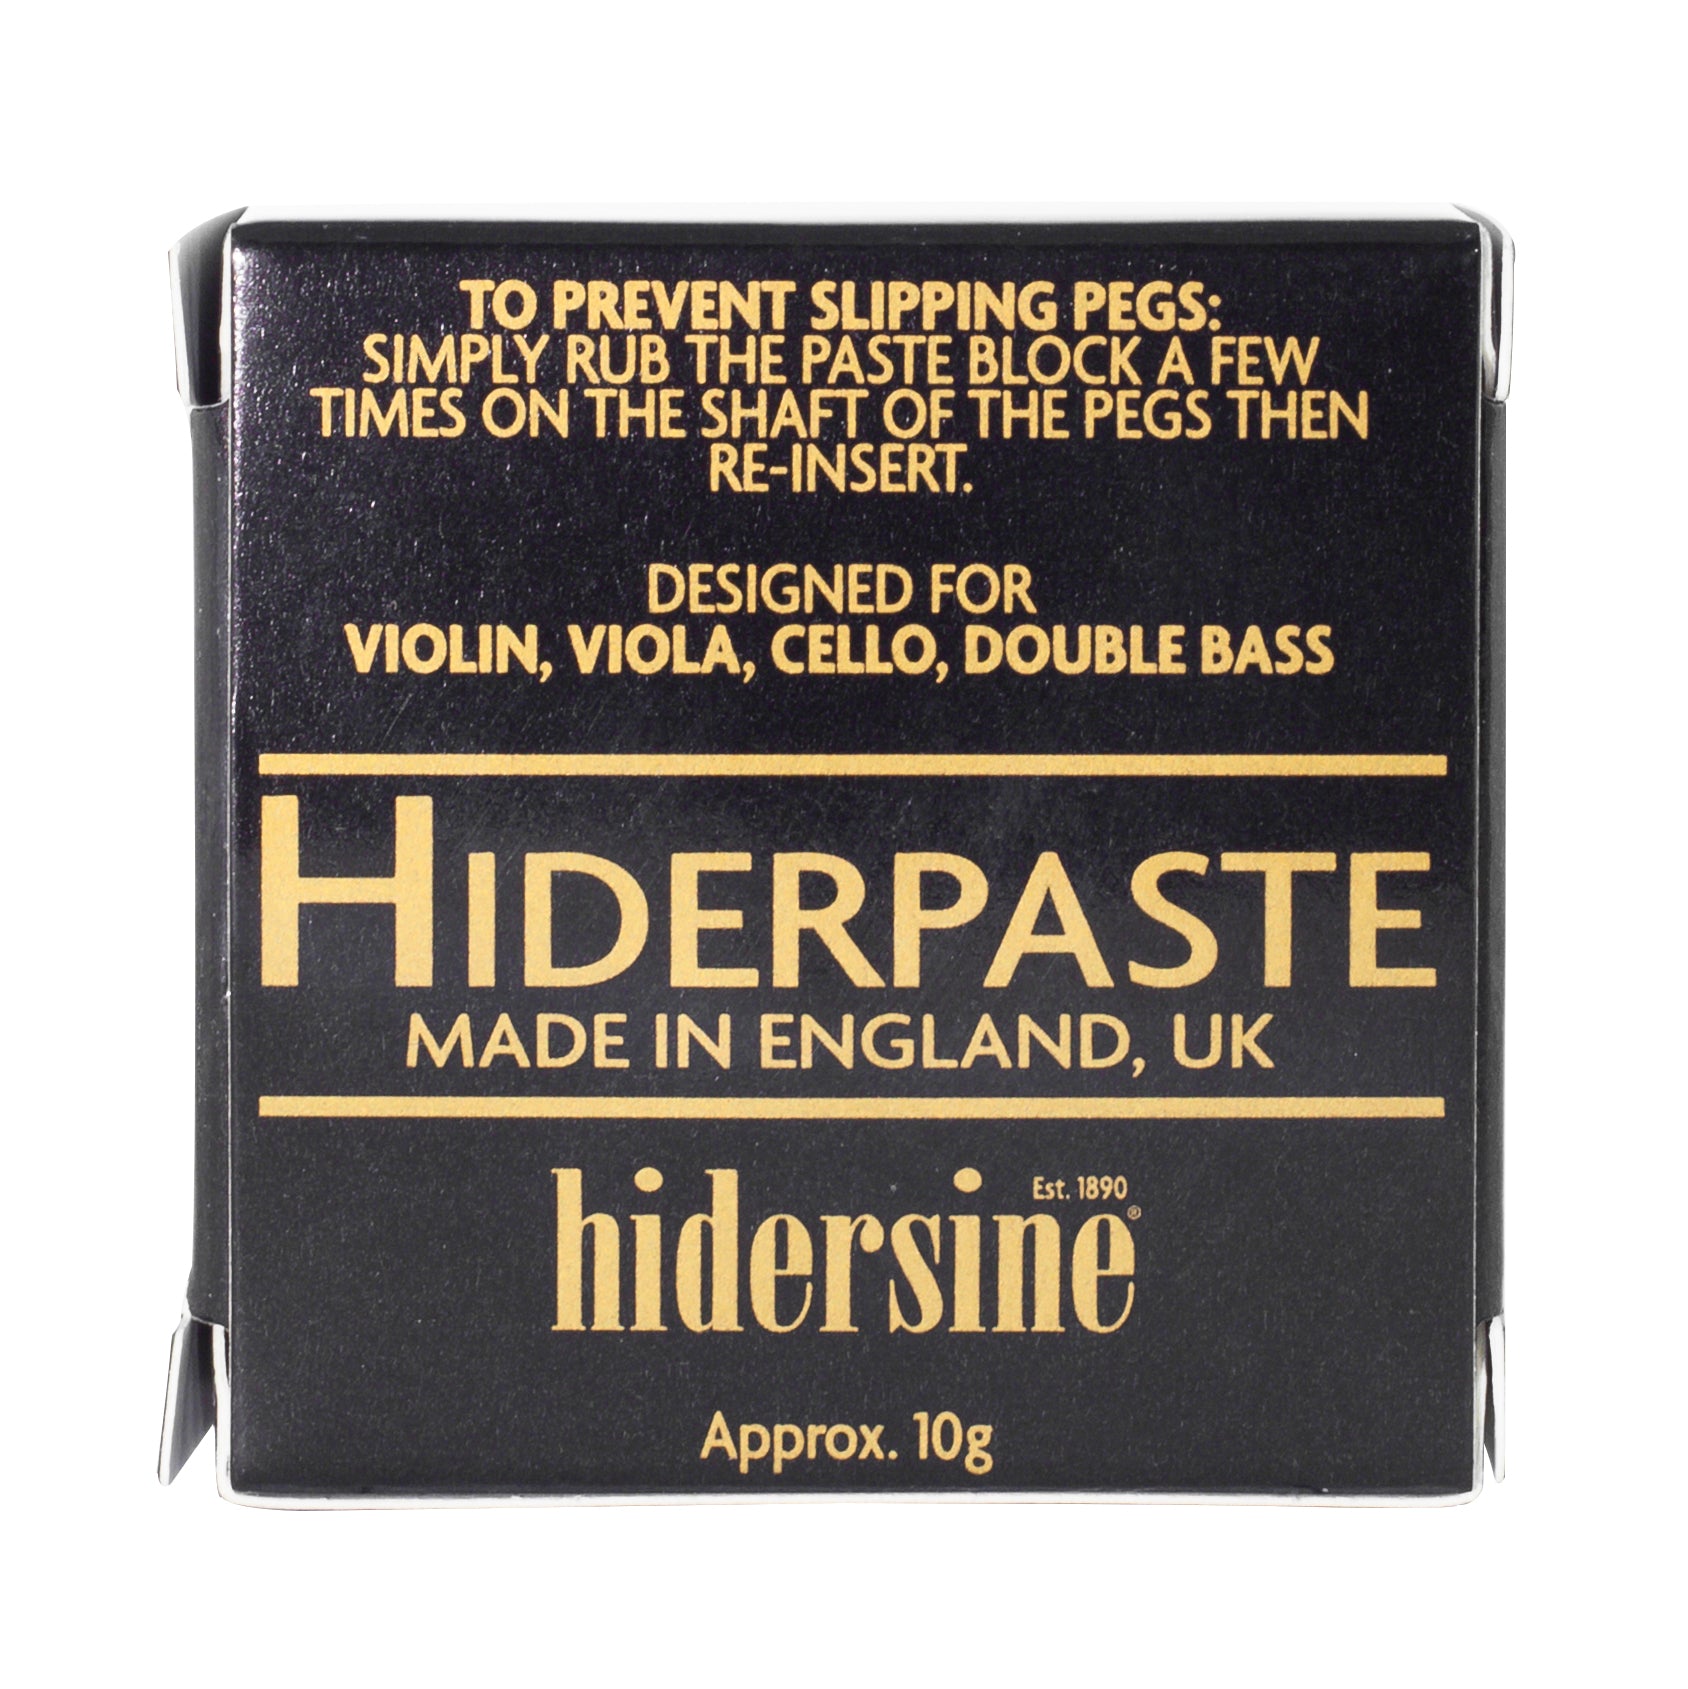 TO PREVENT SLIPPING PEGS:
SIMPLY RUB THE PASTE BLOCK A FEW
TIMES ON THE SHAFT OF THE PEGS THEN
RE-INSERT.
DESIGNED FOR
VIOLIN, VIOLA, CELLO, DOUBLE BASS
HIDERPASTE
MADE IN ENGLAND, UK
Est. 1890
hidersine®
Approx. 10g